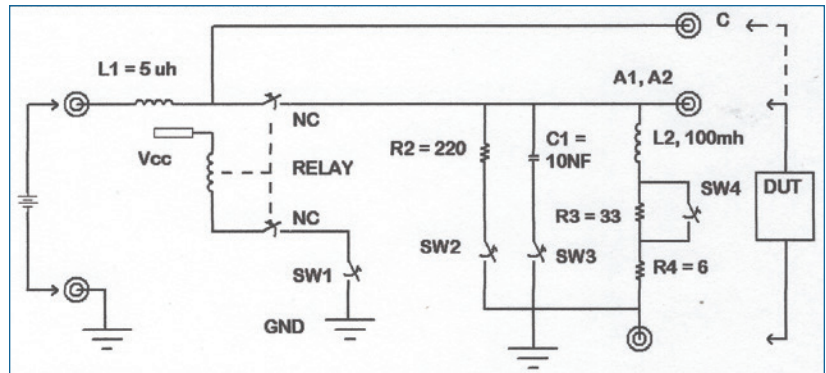 C
L1 = 5 uh
A1, A2
NC
Vcc
RELAY
R2 = 220
C1 =
10NF
L2, 100mh
SW4
DUT
NC
R3 = 33
SW1
SW2
SW3
R4 = 6
GND